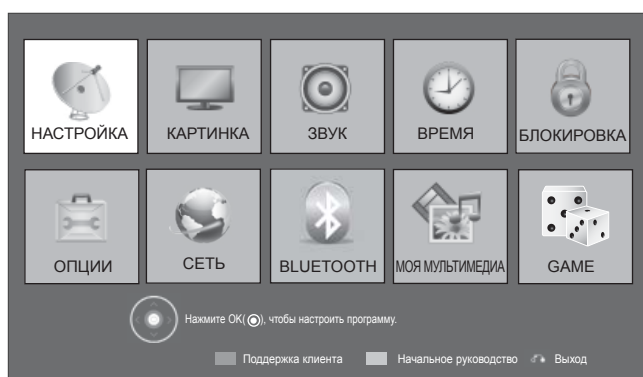 НАСТРОЙКА КАРТИНКА ЗВУК ВРЕМЯ БЛОКИРОВКА
ОПЦИИ СЕТЬ BLUETOOTH МОЯ МУЛЬТИМЕДИА GAME
Нажмите OK(◉), чтобы настроить программу.
Поддержка клиента Начальное руководство Выход